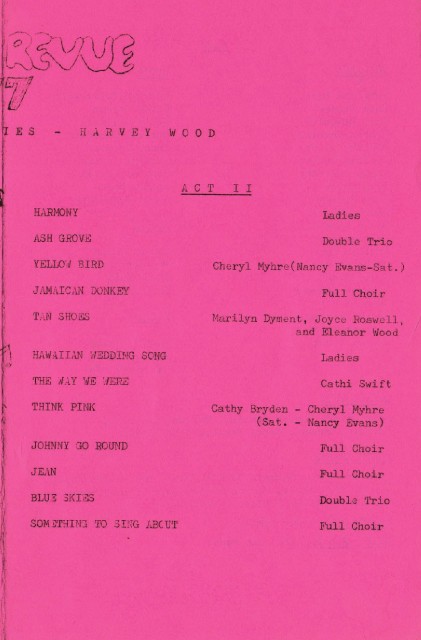 REVUE
7
IES - HARVEY WOOD
ACT II
HARMONY Ladies
ASH GROVE Double Trio
YELLOW BIRD Cheryl Myhre(Nancy Evans-Sat.)
JAMAICAN DONKEY Full Choir
TAN SHOES Marilyn Dyment, Joyce Roswell,
and Eleanor Wood
HAWAIIAN WEDDING SONG Ladies
THE WAY WE WERE Cathi Swift
THINK PINK Cathy Bryden - Cheryl Myhre
(Sat. - Nancy Evans)
JOHNNY GO ROUND Full Choir
JEAN Full Choir
BLUE SKIES Double Trio
SOMETHING TO SING ABOUT Full Choir